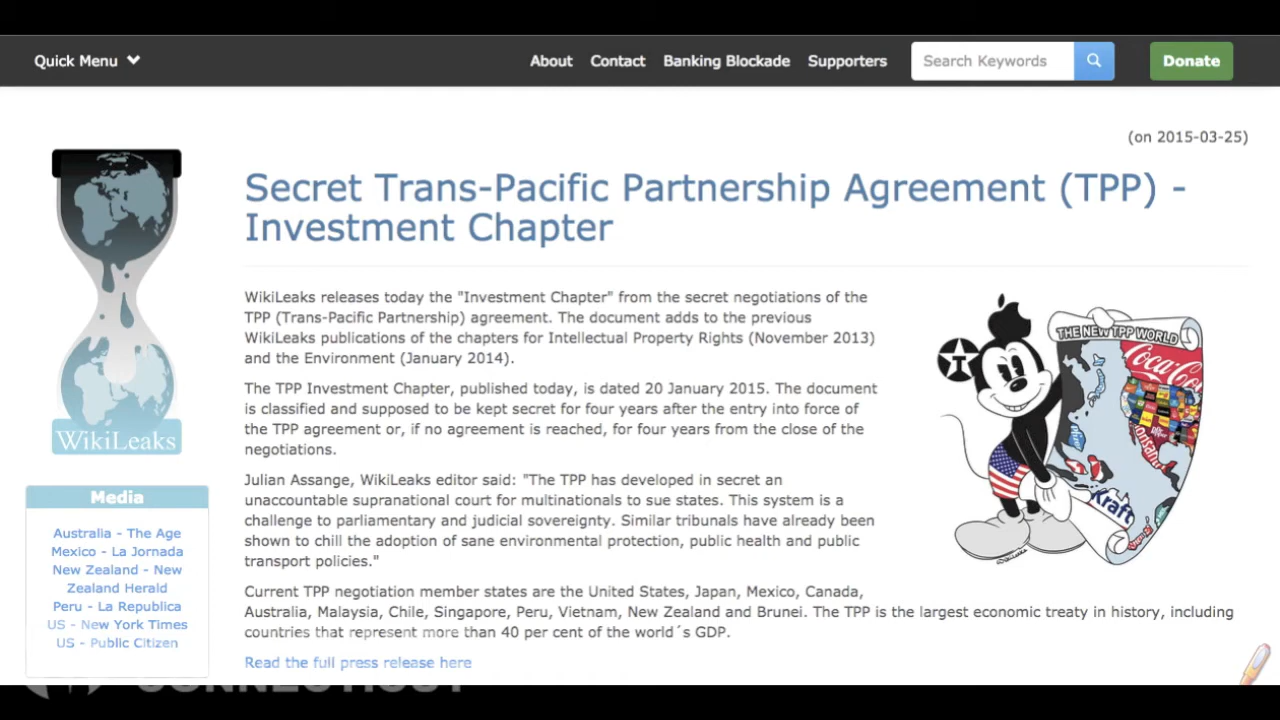 Quick Menu
About Contact Banking Blockade Supporters Search Keywords Donate
(on 2015-03-25)
Secret Trans-Pacific Partnership Agreement (TPP) -
Investment Chapter
WikiLeaks releases today the "Investment Chapter" from the secret negotiations of the
TPP (Trans-Pacific Partnership) agreement. The document adds to the previous
WikiLeaks publications of the chapters for Intellectual Property Rights (November 2013)
and the Environment (January 2014).
The TPP Investment Chapter, published today, is dated 20 January 2015. The document
is classified and supposed to be kept secret for four years after the entry into force of
the TPP agreement or, if no agreement is reached, for four years from the close of the
negotiations.
Julian Assange, WikiLeaks editor said: "The TPP has developed in secret an
unaccountable supranational court for multinationals to sue states. This system is a
challenge to parliamentary and judicial sovereignty. Similar tribunals have already been
shown to chill the adoption of sane environmental protection, public health and public
transport policies."
Current TPP negotiation member states are the United States, Japan, Mexico, Canada,
Australia, Malaysia, Chile, Singapore, Peru, Vietnam, New Zealand and Brunei. The TPP is the largest economic treaty in history, including
countries that represent more than 40 per cent of the world´s GDP.
Read the full press release here
WikiLeaks
Media
Australia - The Age
Mexico - La Jornada
New Zealand - New
Zealand Herald
Peru - La Republica
US - New York Times
US - Public Citizen
THE NEW TPP WORLD
Coca Cola
T
Pfizer
Monsanto
Kraft
©WikiLeaks